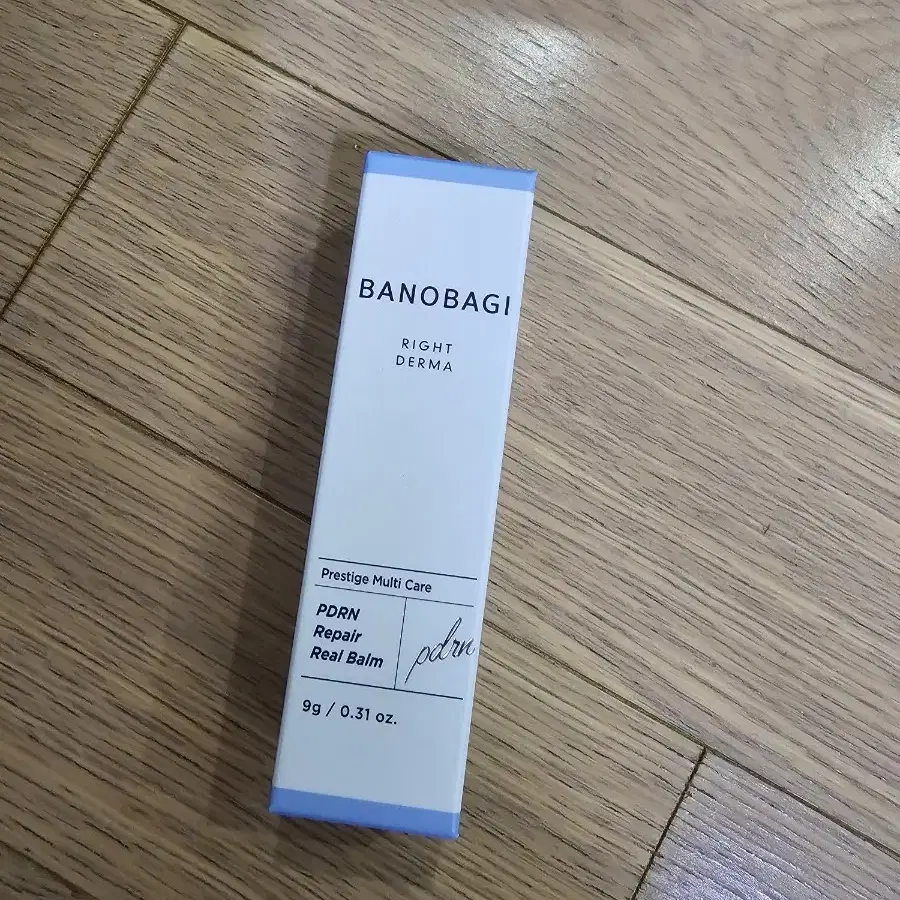 BANOBAGI
RIGHT
DERMA
Prestige Multi Care
PDRN
Repair
Real Balm
pdrn
9g / 0.31 oz.